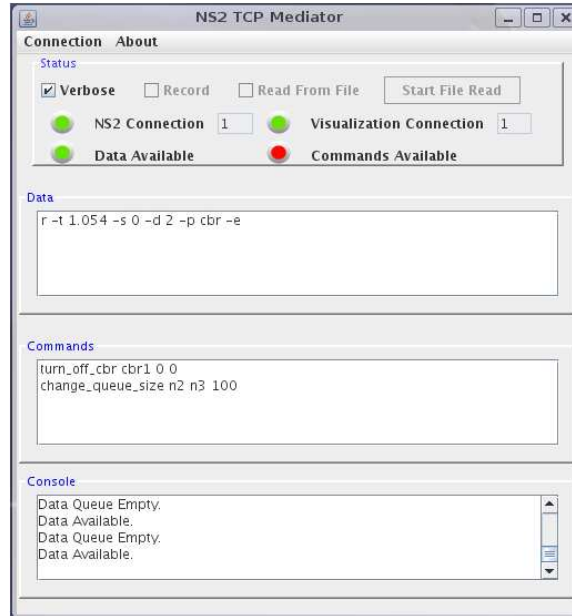 NS2 TCP Mediator
Connection About
Status
Verbose Record Read From File Start File Read
NS2 Connection 1 Visualization Connection 1
Data Available Commands Available
Data
r -t 1.054 -s 0 -d 2 -p cbr -e
Commands
turn_off_cbr cbr1 0 0
change_queue_size n2 n3 100
Console
Data Queue Empty.
Data Available.
Data Queue Empty.
Data Available.